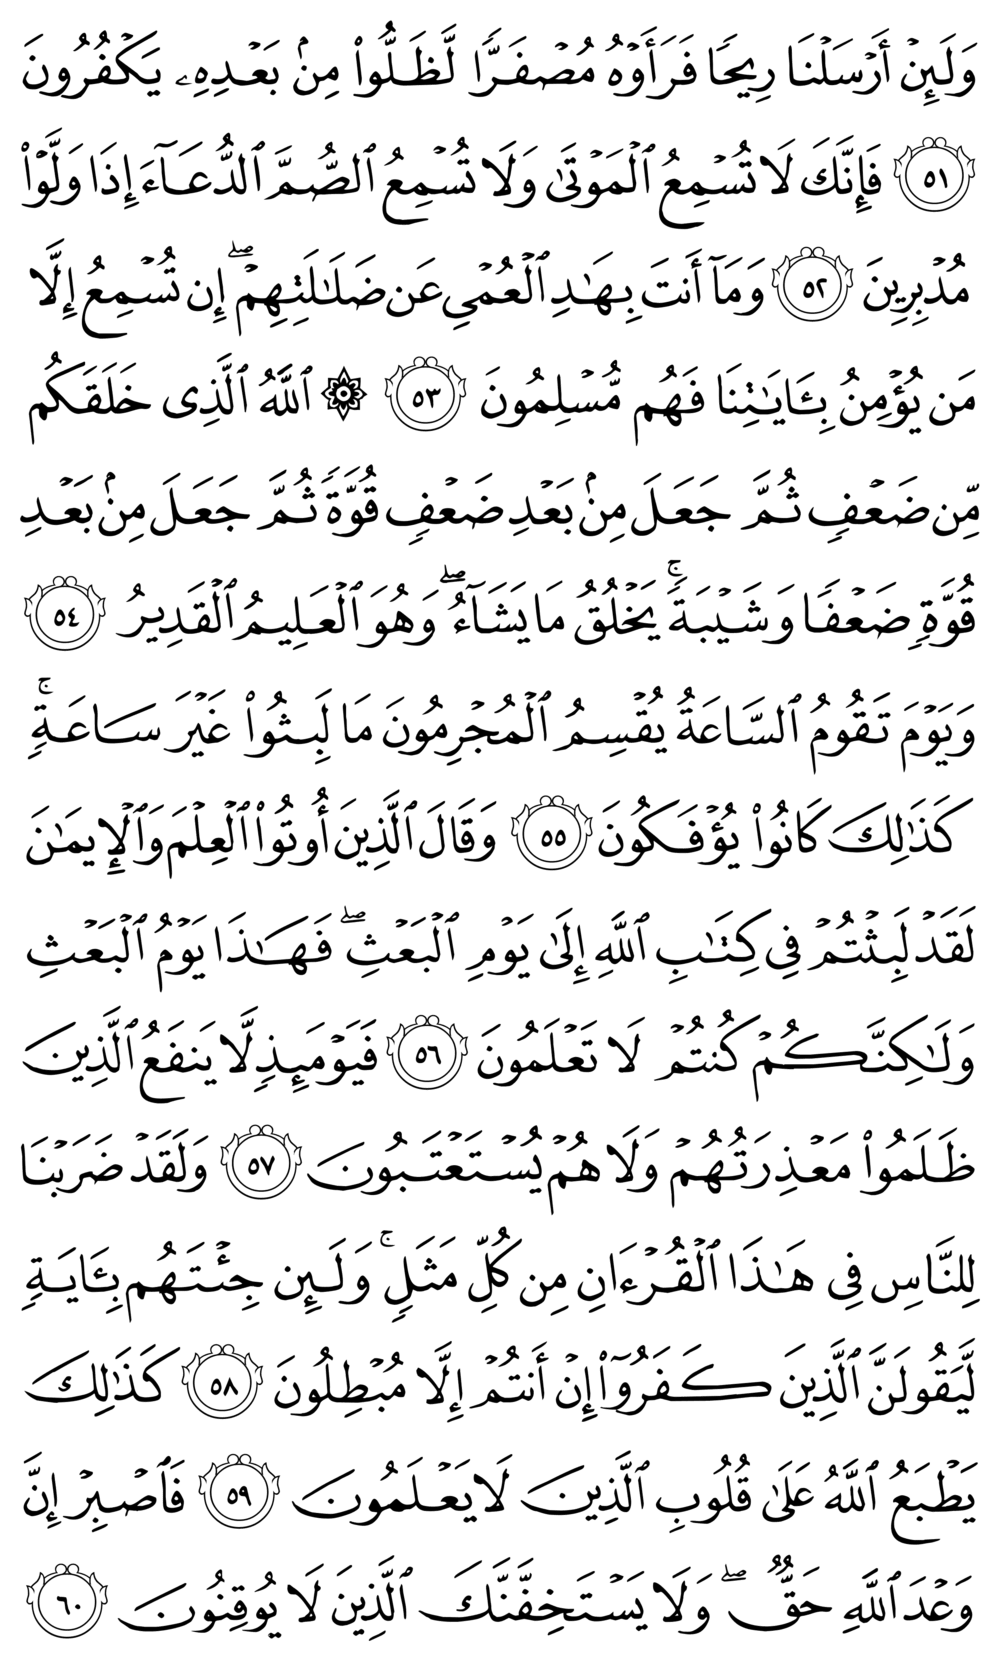 وَلَئِنْ أَرْسَلْنَا رِيحًا فَرَأَوْهُ مُصْفَرًّا لَّظَلُّوا۟ مِنۢ بَعْدِهِۦ يَكْفُرُونَ
٥١ فَإِنَّكَ لَا تُسْمِعُ ٱلْمَوْتَىٰ وَلَا تُسْمِعُ ٱلصُّمَّ ٱلدُّعَآءَ إِذَا وَلَّوْا۟
مُدْبِرِينَ ٥٢ وَمَآ أَنتَ بِهَـٰدِ ٱلْعُمْىِ عَن ضَلَـٰلَتِهِمْ ۖ إِن تُسْمِعُ إِلَّا
مَن يُؤْمِنُ بِـَٔايَـٰتِنَا فَهُم مُّسْلِمُونَ ٥٣ ۞ ٱللَّهُ ٱلَّذِى خَلَقَكُم
مِّن ضَعْفٍ ثُمَّ جَعَلَ مِنۢ بَعْدِ ضَعْفٍ قُوَّةً ثُمَّ جَعَلَ مِنۢ بَعْدِ
قُوَّةٍ ضَعْفًا وَشَيْبَةً ۚ يَخْلُقُ مَا يَشَآءُ ۖ وَهُوَ ٱلْعَلِيمُ ٱلْقَدِيرُ ٥٤
وَيَوْمَ تَقُومُ ٱلسَّاعَةُ يُقْسِمُ ٱلْمُجْرِمُونَ مَا لَبِثُوا۟ غَيْرَ سَاعَةٍ ۚ
كَذَٰلِكَ كَانُوا۟ يُؤْفَكُونَ ٥٥ وَقَالَ ٱلَّذِينَ أُوتُوا۟ ٱلْعِلْمَ وَٱلْإِيمَـٰنَ
لَقَدْ لَبِثْتُمْ فِى كِتَـٰبِ ٱللَّهِ إِلَىٰ يَوْمِ ٱلْبَعْثِ ۖ فَهَـٰذَا يَوْمُ ٱلْبَعْثِ
وَلَـٰكِنَّكُمْ كُنتُمْ لَا تَعْلَمُونَ ٥٦ فَيَوْمَئِذٍ لَّا يَنفَعُ ٱلَّذِينَ
ظَلَمُوا۟ مَعْذِرَتُهُمْ وَلَا هُمْ يُسْتَعْتَبُونَ ٥٧ وَلَقَدْ ضَرَبْنَا
لِلنَّاسِ فِى هَـٰذَا ٱلْقُرْءَانِ مِن كُلِّ مَثَلٍ ۚ وَلَئِن جِئْتَهُم بِـَٔايَةٍ
لَّيَقُولَنَّ ٱلَّذِينَ كَفَرُوٓا۟ إِنْ أَنتُمْ إِلَّا مُبْطِلُونَ ٥٨ كَذَٰلِكَ
يَطْبَعُ ٱللَّهُ عَلَىٰ قُلُوبِ ٱلَّذِينَ لَا يَعْلَمُونَ ٥٩ فَٱصْبِرْ إِنَّ
وَعْدَ ٱللَّهِ حَقٌّ ۖ وَلَا يَسْتَخِفَّنَّكَ ٱلَّذِينَ لَا يُوقِنُونَ ٦٠